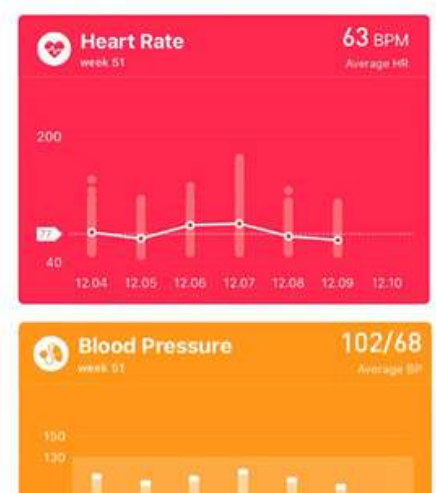 Heart Rate
63 BPM
week 51
Average HR
200
77
40
12.04 12.05 12.06 12.07 12.08 12.09 12.10
Blood Pressure
102/68
week 51
Average BP
150
130